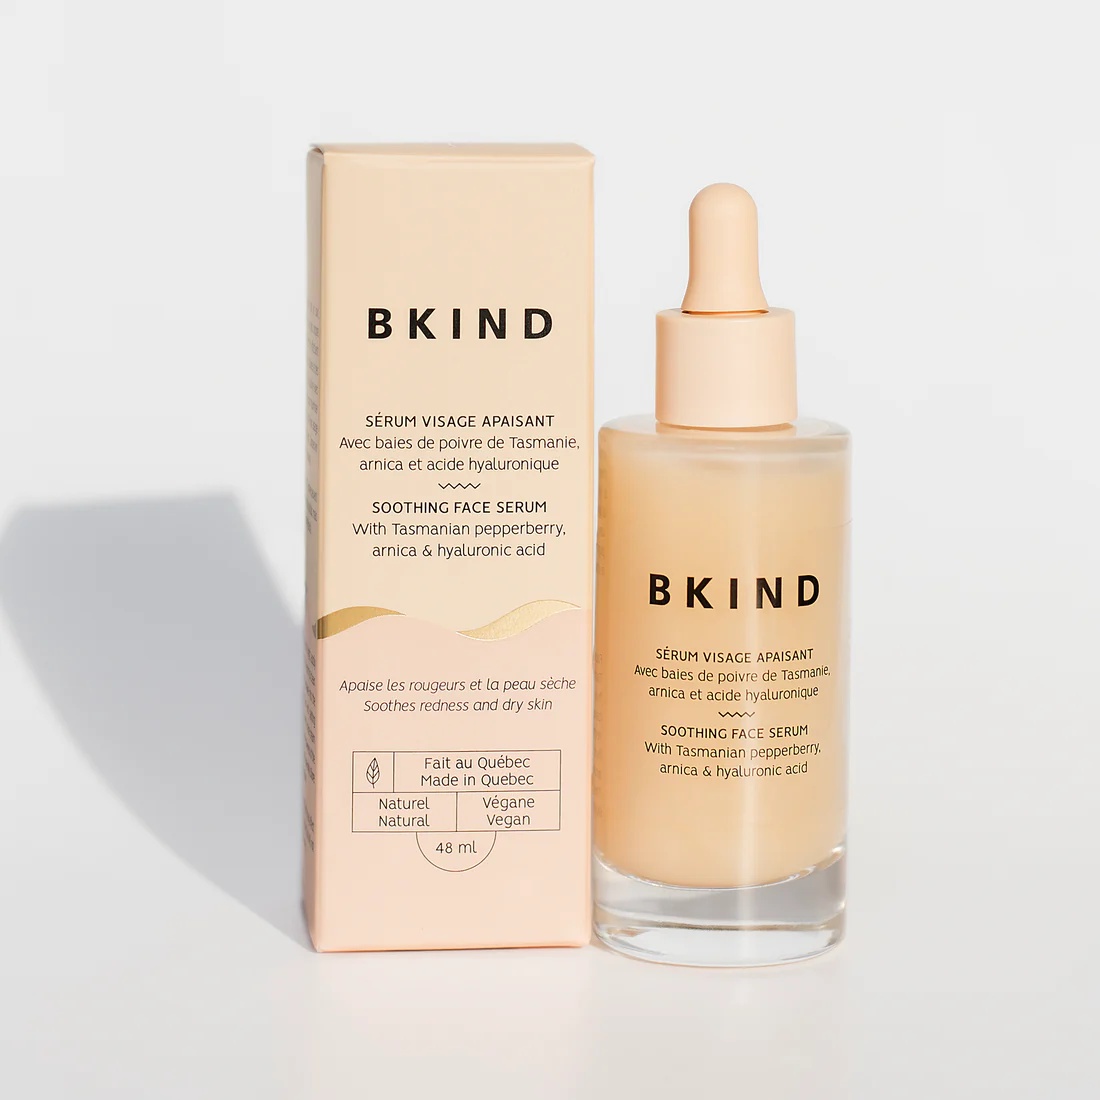 BKIND
SÉRUM VISAGE APAISANT
Avec baies de poivre de Tasmanie,
arnica et acide hyaluronique
SOOTHING FACE SERUM
With Tasmanian pepperberry,
arnica & hyaluronic acid
Apaise les rougeurs et la peau sèche
Soothes redness and dry skin
Fait au Québec
Made in Quebec
Naturel
Natural
Végane
Vegan
48 ml
BKIND
SÉRUM VISAGE APAISANT
Avec baies de poivre de Tasmanie,
arnica et acide hyaluronique
SOOTHING FACE SERUM
With Tasmanian pepperberry,
arnica & hyaluronic acid